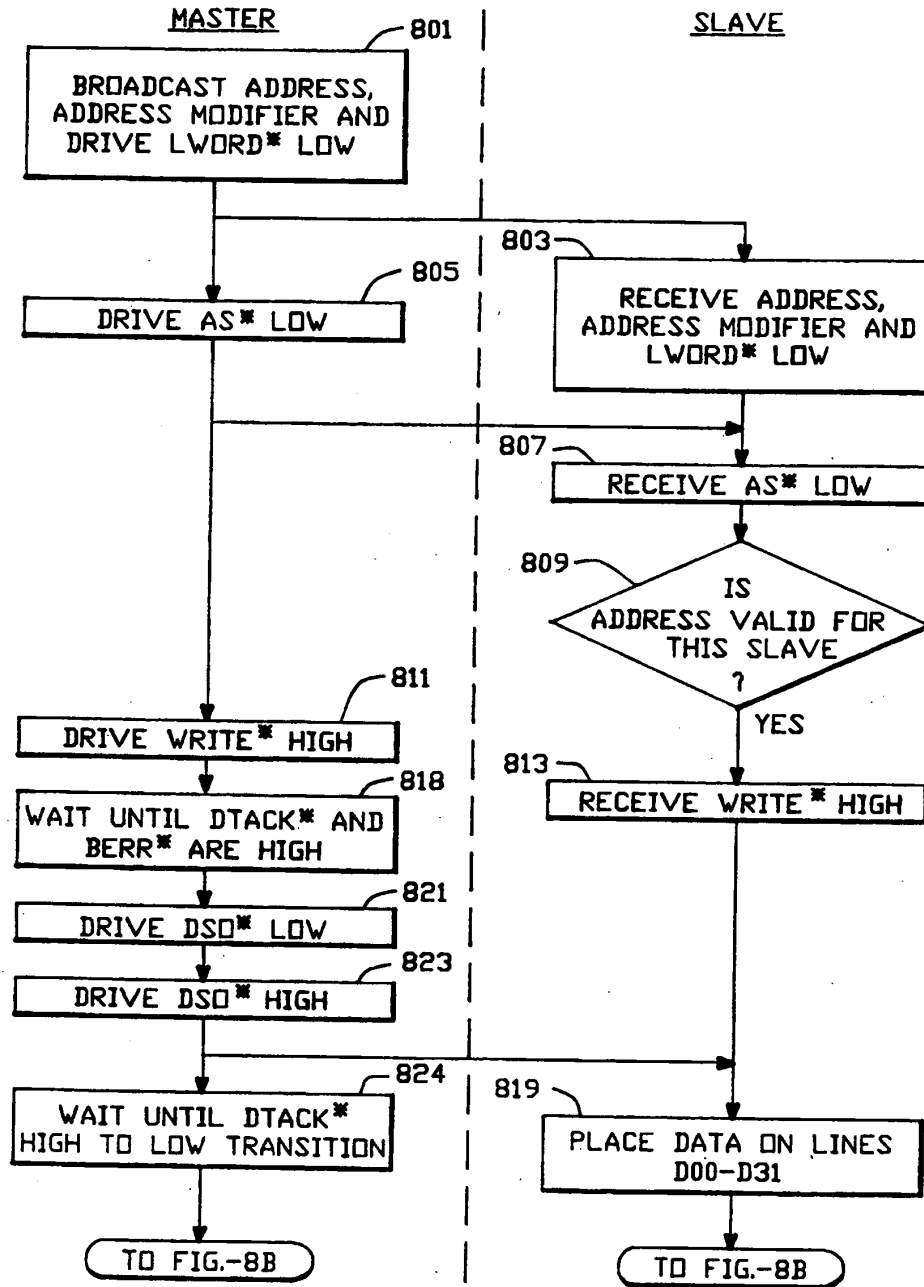 MASTER
801
BROADCAST ADDRESS,
ADDRESS MODIFIER AND
DRIVE LWORD* LOW
805
DRIVE AS* LOW
811
DRIVE WRITE* HIGH
818
WAIT UNTIL DTACK* AND
BERR* ARE HIGH
821
DRIVE DS0* LOW
823
DRIVE DS0* HIGH
824
WAIT UNTIL DTACK*
HIGH TO LOW TRANSITION
TO FIG.-8B
SLAVE
803
RECEIVE ADDRESS,
ADDRESS MODIFIER AND
LWORD* LOW
807
RECEIVE AS* LOW
809
IS
ADDRESS VALID FOR
THIS SLAVE
?
YES
813
RECEIVE WRITE* HIGH
819
PLACE DATA ON LINES
D00-D31
TO FIG.-8B